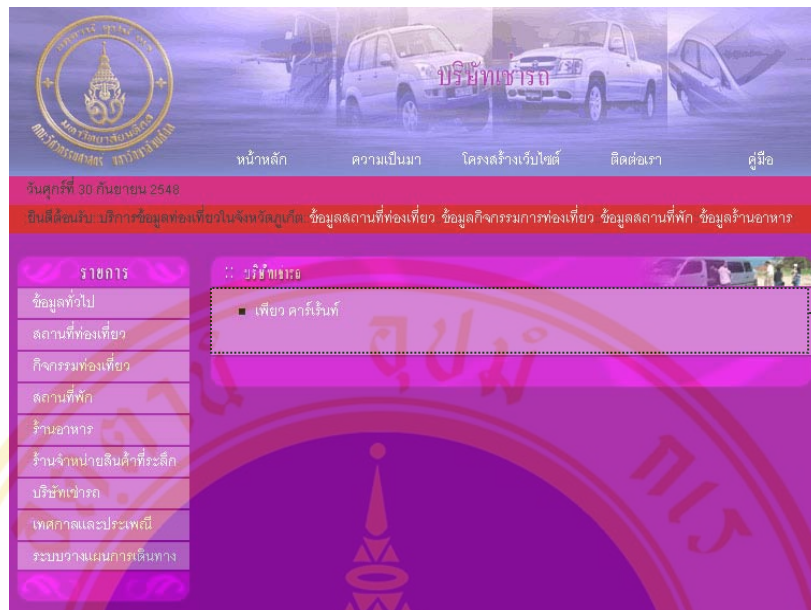 บริษัทเช่ารถ
หน้าหลัก ความเป็นมา โครงสร้างเว็บไซต์ ติดต่อเรา คู่มือ
วันศุกร์ที่ 30 กันยายน 2548
ยินดีต้อนรับ: บริการข้อมูลท่องเที่ยวในจังหวัดภูเก็ต: ข้อมูลสถานที่ท่องเที่ยว ข้อมูลกิจกรรมการท่องเที่ยว ข้อมูลสถานที่พัก ข้อมูลร้านอาหาร
รายการ
ข้อมูลทั่วไป
สถานที่ท่องเที่ยว
กิจกรรมท่องเที่ยว
สถานที่พัก
ร้านอาหาร
ร้านจำหน่ายสินค้าที่ระลึก
บริษัทเช่ารถ
เทศกาลและประเพณี
ระบบวางแผนการเดินทาง
:: บริษัทเช่ารถ
■ เพียว คาร์เร้นท์